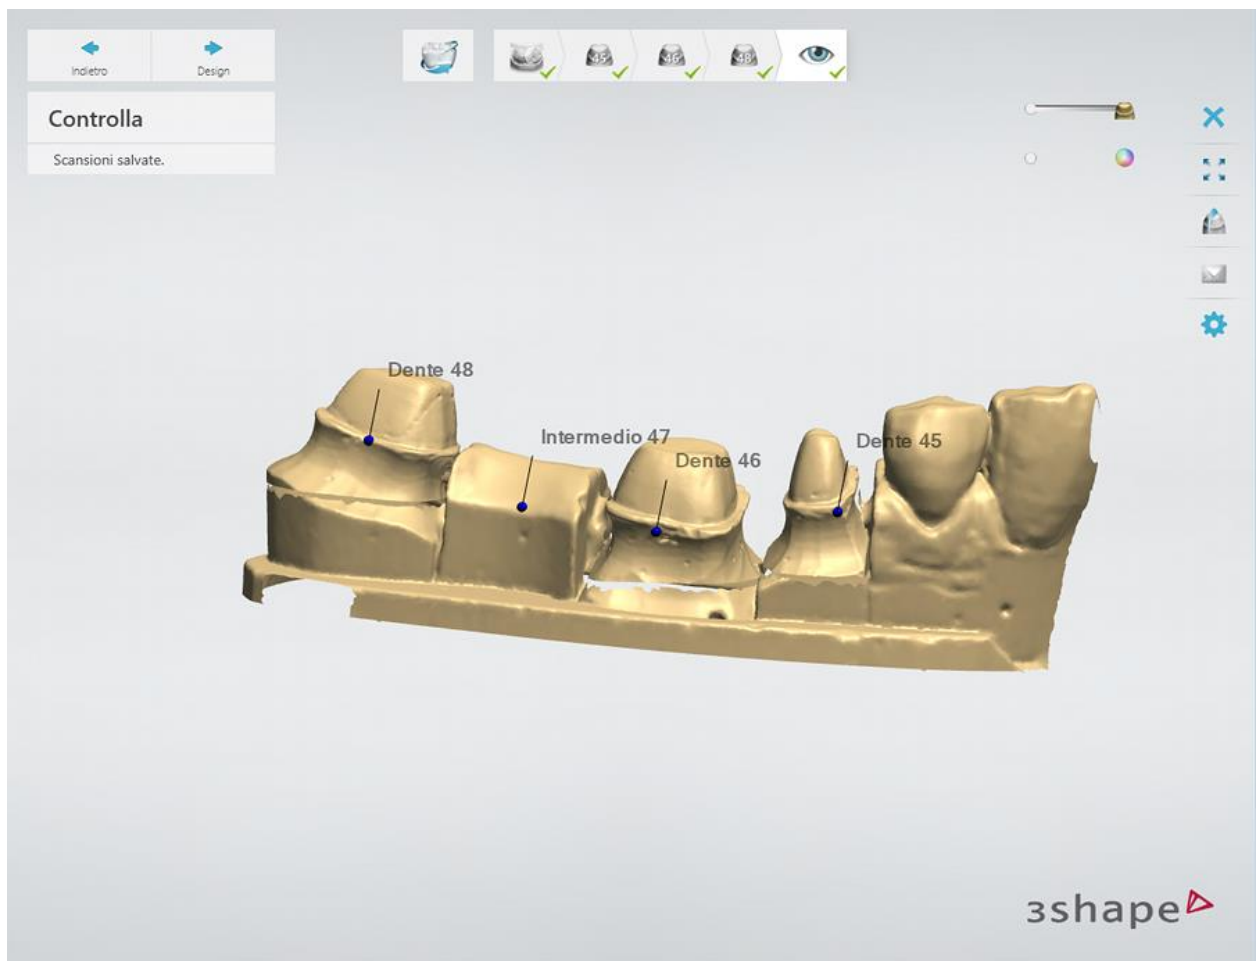 Indietro
Design
45
46
48
Controlla
Scansioni salvate.
Dente 48
Intermedio 47
Dente 46
Dente 45
3shape